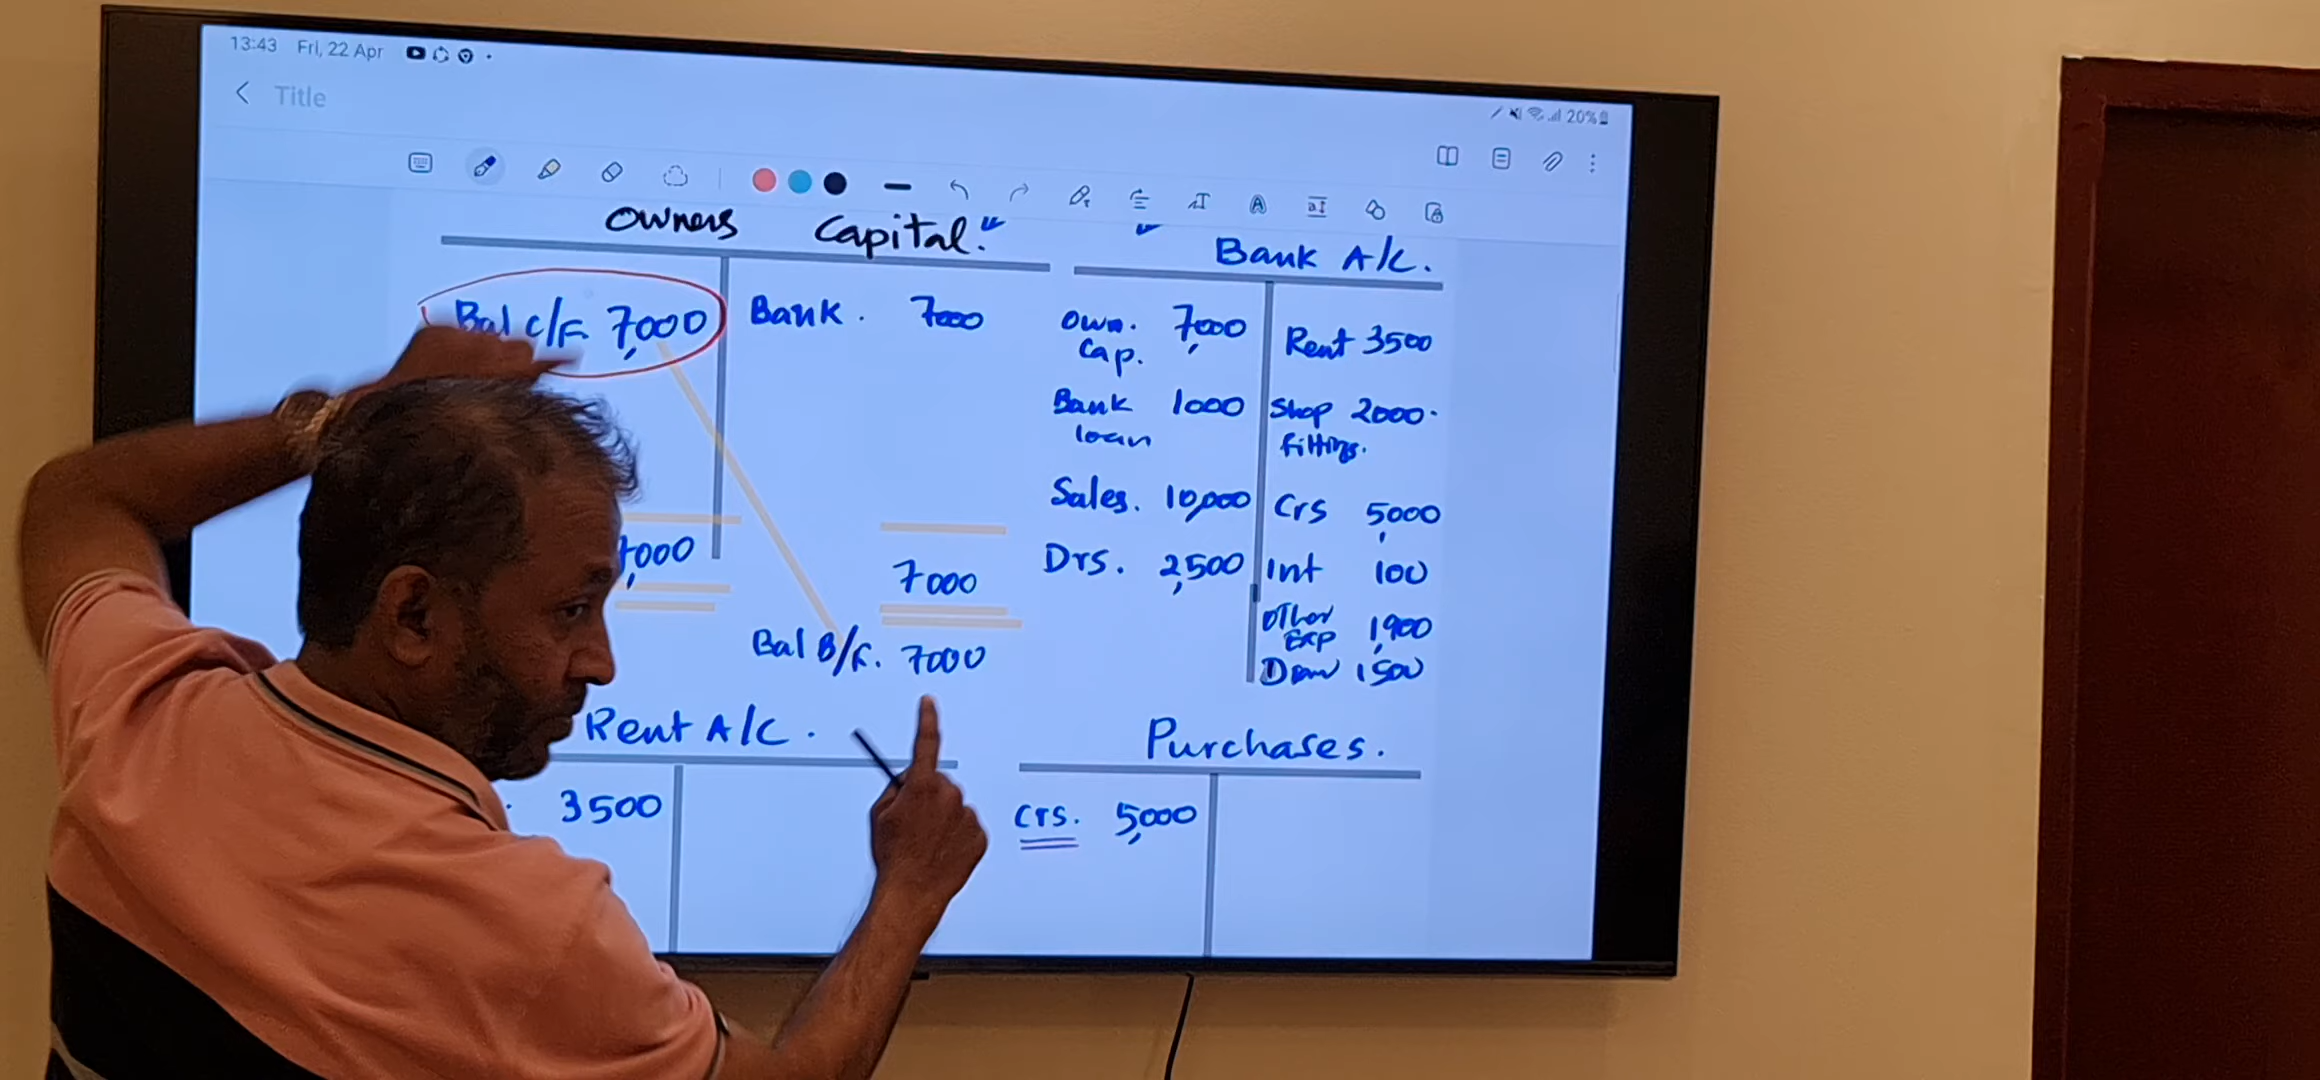 13:43 Fri, 22 Apr
20%
Title
Owners Capital.
Bal c/F. 7,000
Bank. 7000
7000
Bal B/F. 7000
Bank A/C.
Own. Cap. 7,000
Rent 3500
Bank loan 1000
Shop fittings. 2000.
Sales. 10,000
Crs 5,000
Drs. 2,500
Int 100
Other Exp 1,900
Draw 1500
Rent A/C.
3500
Purchases.
Crs. 5,000